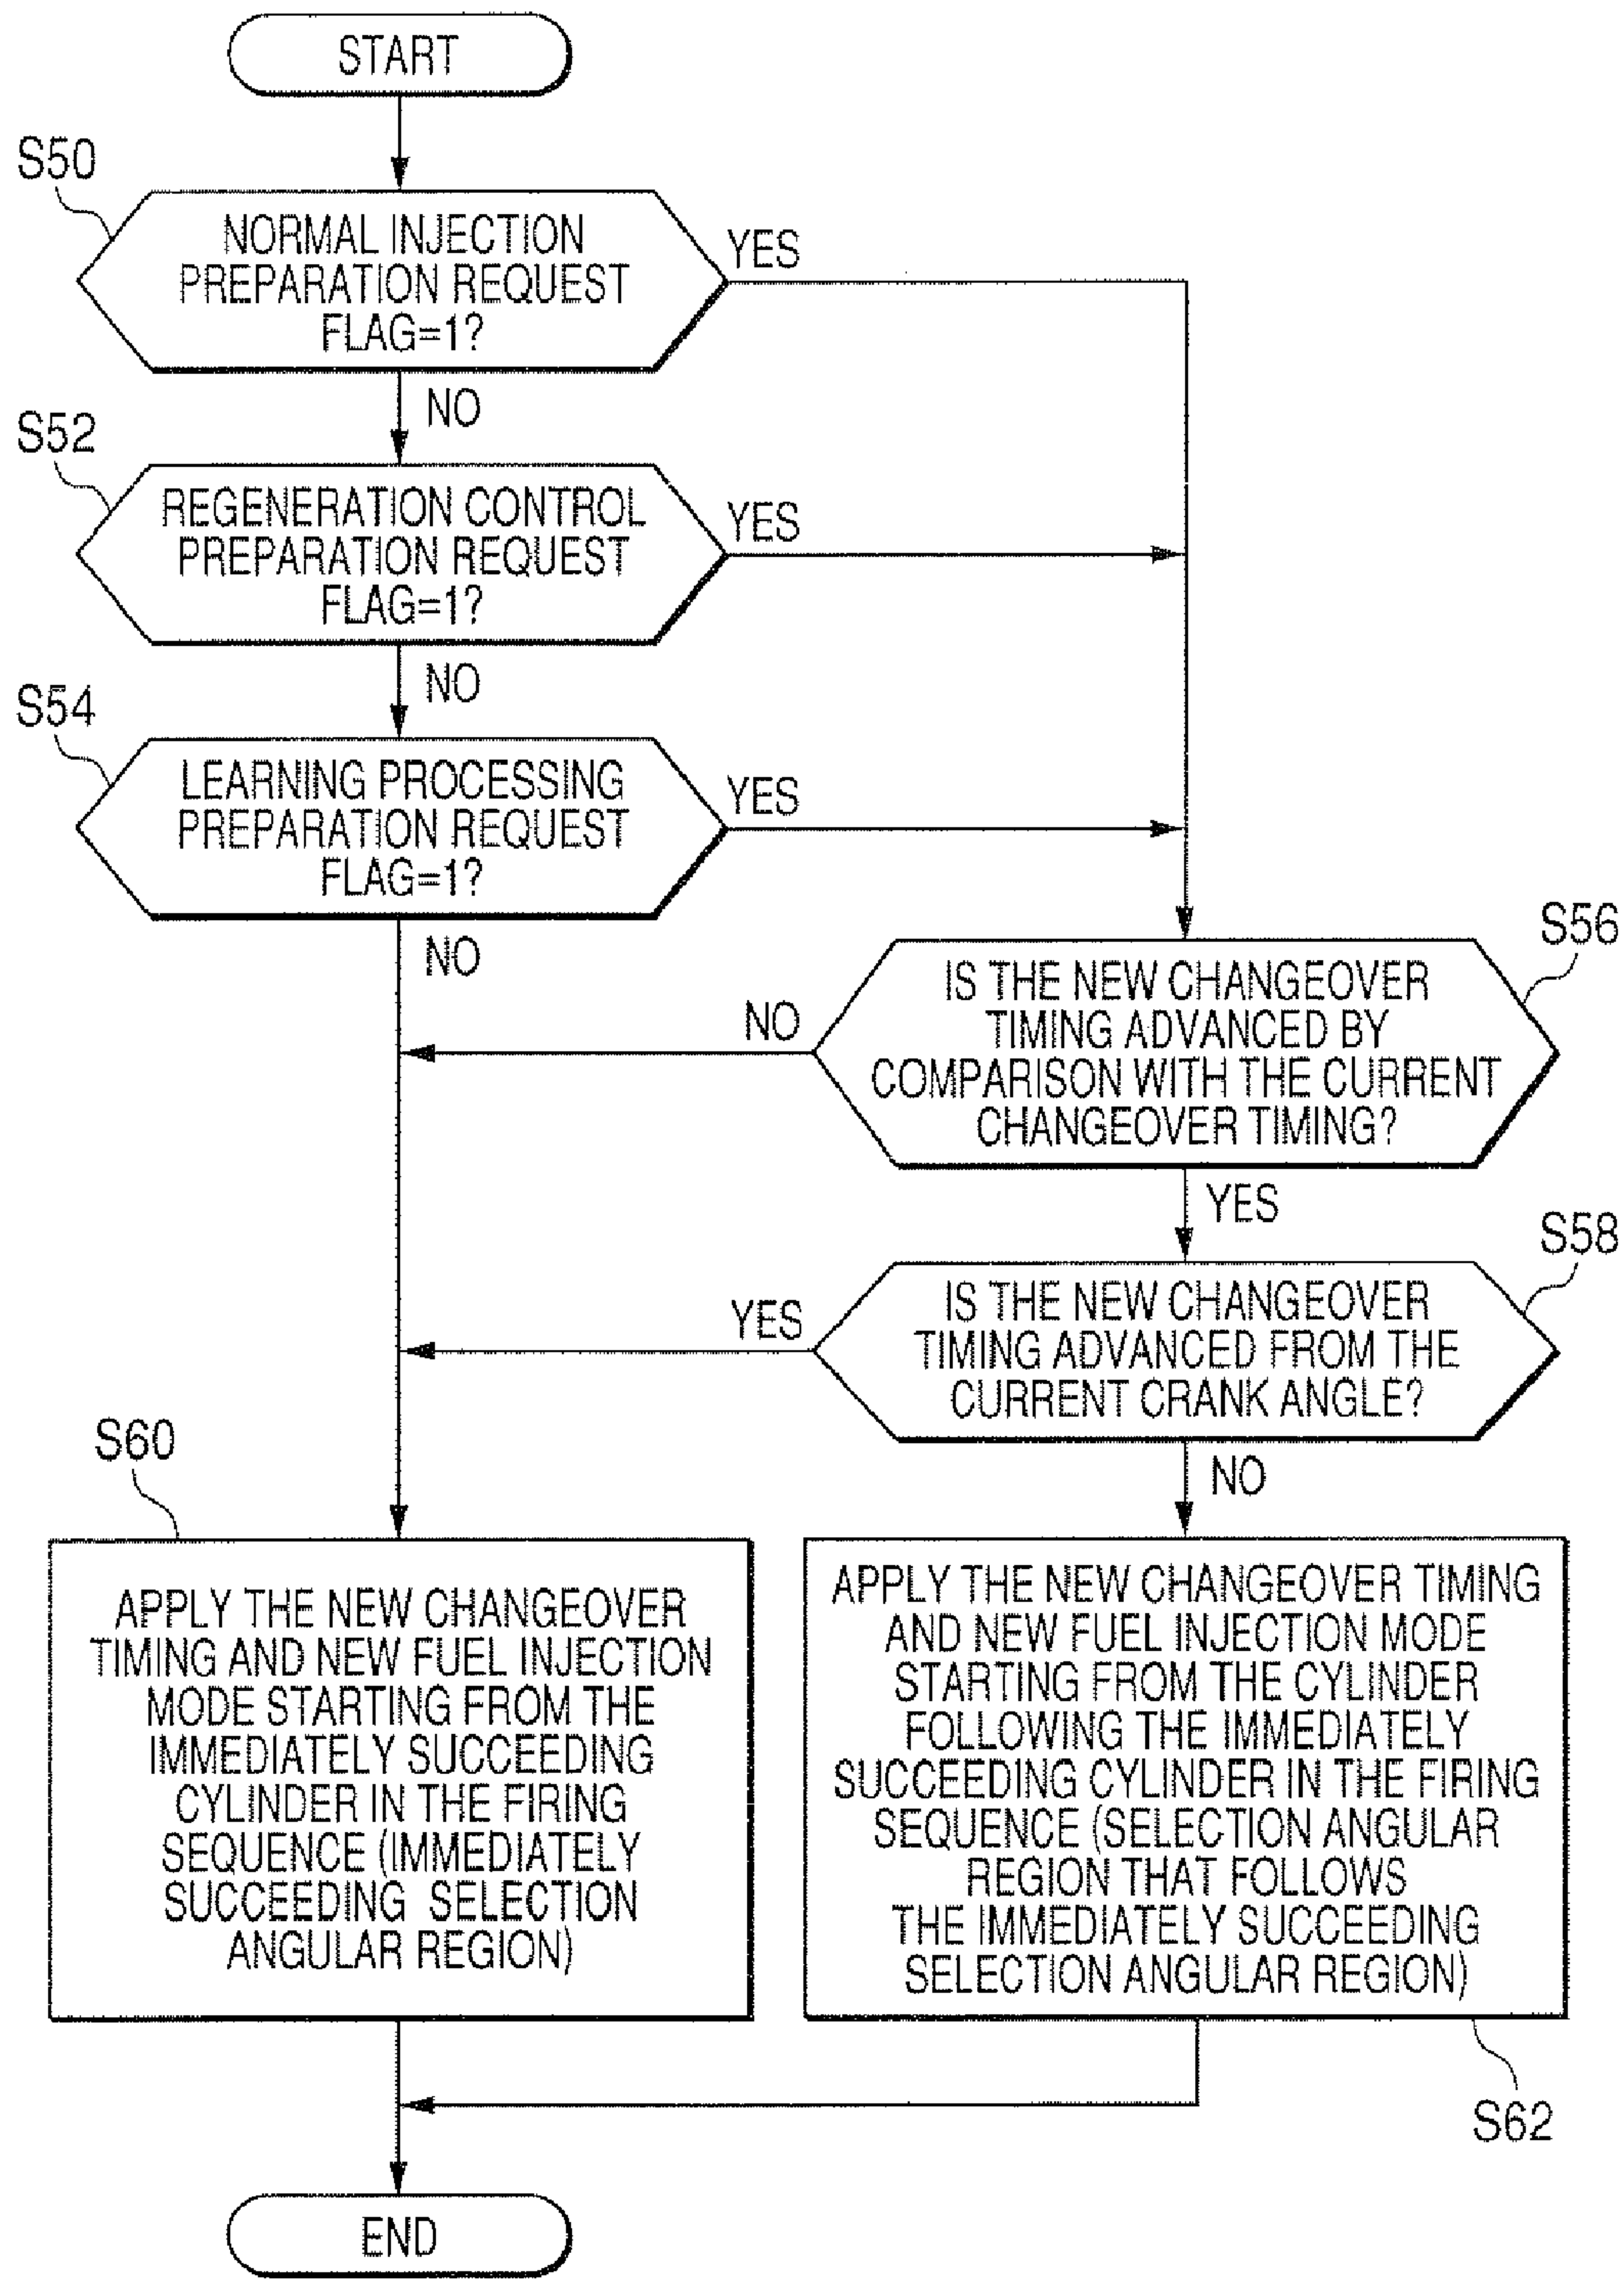 START
S50
NORMAL INJECTION
PREPARATION REQUEST
FLAG=1?
YES
NO
S52
REGENERATION CONTROL
PREPARATION REQUEST
FLAG=1?
YES
NO
S54
LEARNING PROCESSING
PREPARATION REQUEST
FLAG=1?
YES
NO
S56
IS THE NEW CHANGEOVER
TIMING ADVANCED BY
COMPARISON WITH THE CURRENT
CHANGEOVER TIMING?
NO
YES
S58
IS THE NEW CHANGEOVER
TIMING ADVANCED FROM THE
CURRENT CRANK ANGLE?
YES
NO
S60
APPLY THE NEW CHANGEOVER
TIMING AND NEW FUEL INJECTION
MODE STARTING FROM THE
IMMEDIATELY SUCCEEDING
CYLINDER IN THE FIRING
SEQUENCE (IMMEDIATELY
SUCCEEDING SELECTION
ANGULAR REGION)
APPLY THE NEW CHANGEOVER TIMING
AND NEW FUEL INJECTION MODE
STARTING FROM THE CYLINDER
FOLLOWING THE IMMEDIATELY
SUCCEEDING CYLINDER IN THE FIRING
SEQUENCE (SELECTION ANGULAR
REGION THAT FOLLOWS
THE IMMEDIATELY SUCCEEDING
SELECTION ANGULAR REGION)
S62
END